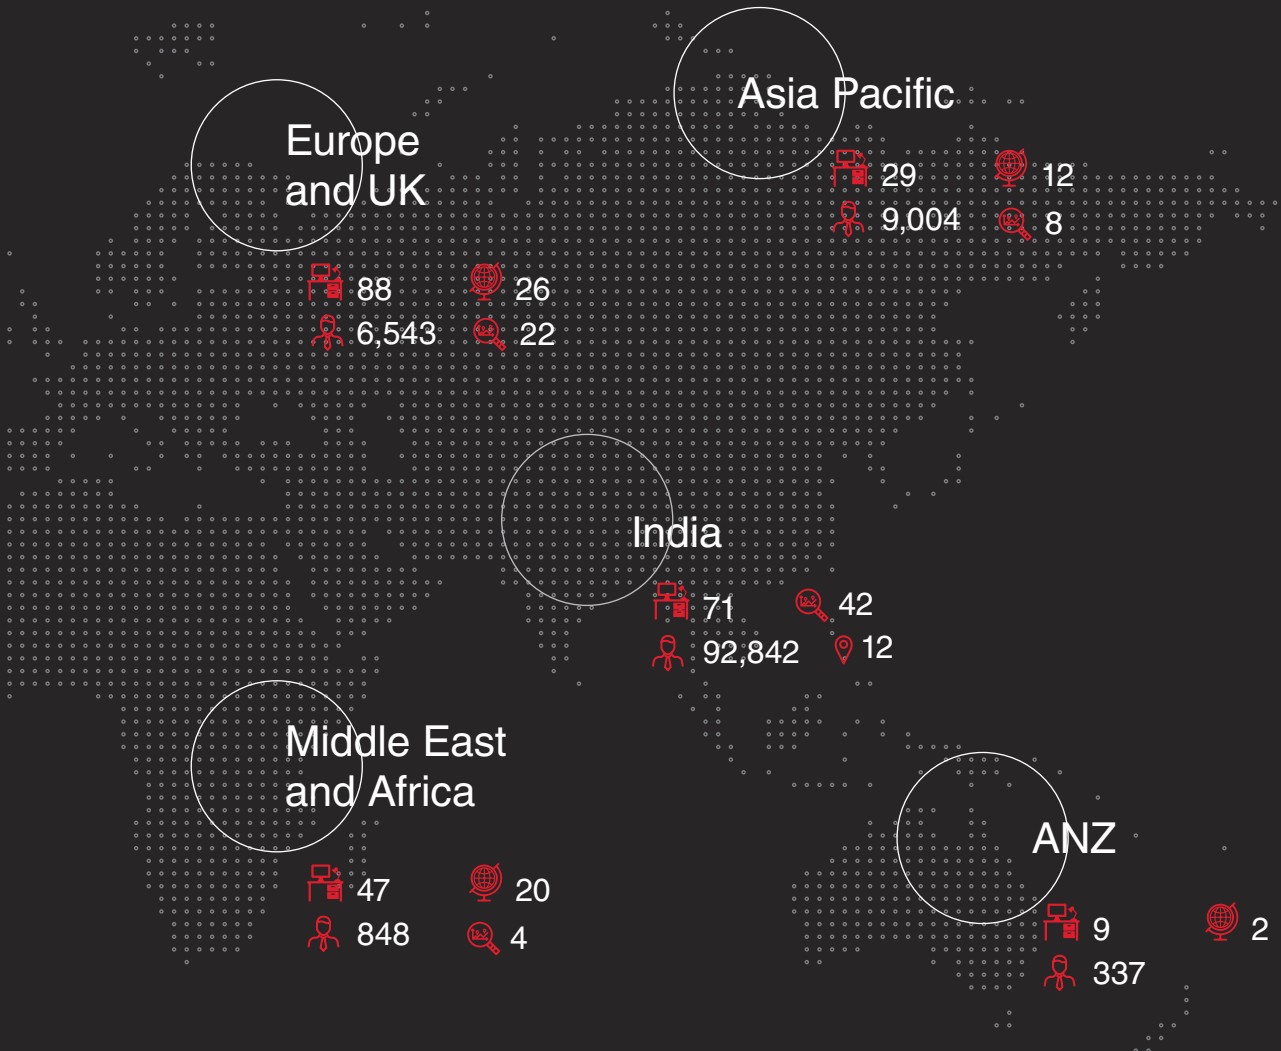 Asia Pacific
29 12
9,004 8
Europe
and UK
88 26
6,543 22
India
71 42
92,842 12
Middle East
and Africa
47 20
848 4
ANZ
9 2
337